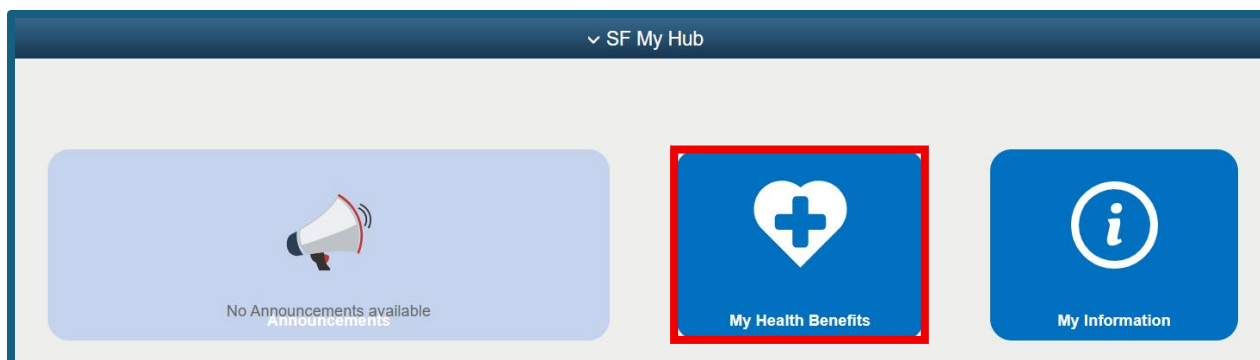 SF My Hub
No Announcements available
Announcements
My Health Benefits
My Information